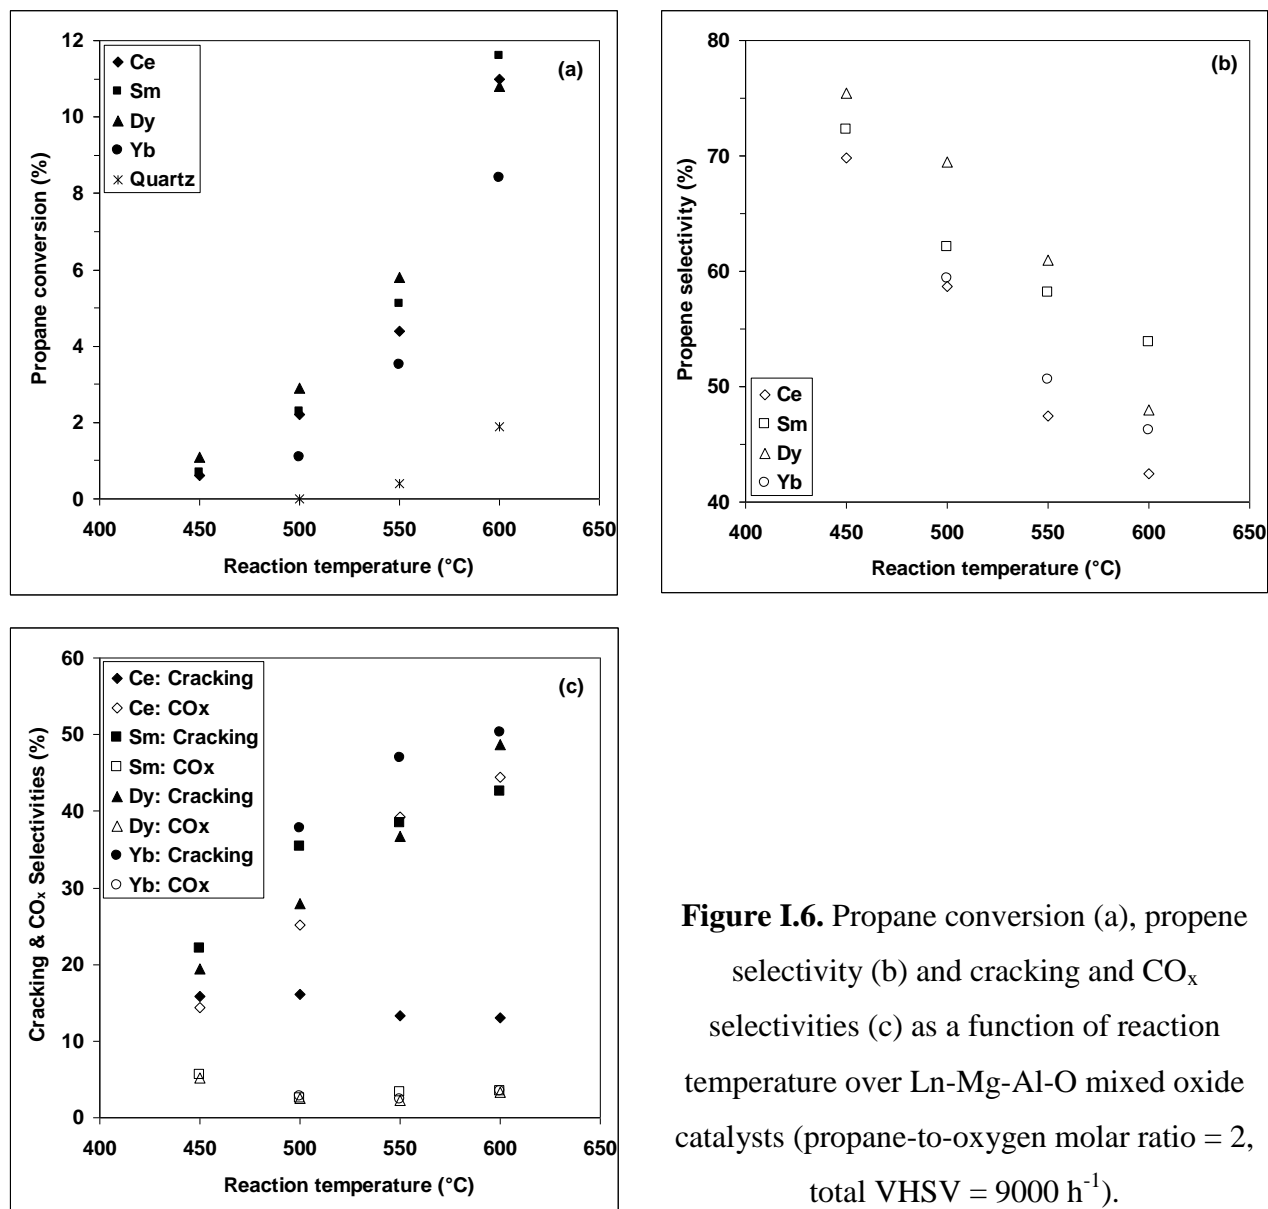 12
10
8
6
4
2
0
400
450
500
550
600
650
Propane conversion (%)
Reaction temperature (°C)
Ce
Sm
Dy
Yb
Quartz
(a)
80
70
60
50
40
400
450
500
550
600
650
Propene selectivity (%)
Reaction temperature (°C)
Ce
Sm
Dy
Yb
(b)
60
50
40
30
20
10
0
400
450
500
550
600
650
Cracking & COx Selectivities (%)
Reaction temperature (°C)
Ce: Cracking
Ce: COx
Sm: Cracking
Sm: COx
Dy: Cracking
Dy: COx
Yb: Cracking
Yb: COx
(c)
Figure I.6. Propane conversion (a), propene
selectivity (b) and cracking and COx
selectivities (c) as a function of reaction
temperature over Ln-Mg-Al-O mixed oxide
catalysts (propane-to-oxygen molar ratio = 2,
total VHSV = 9000 h-1).